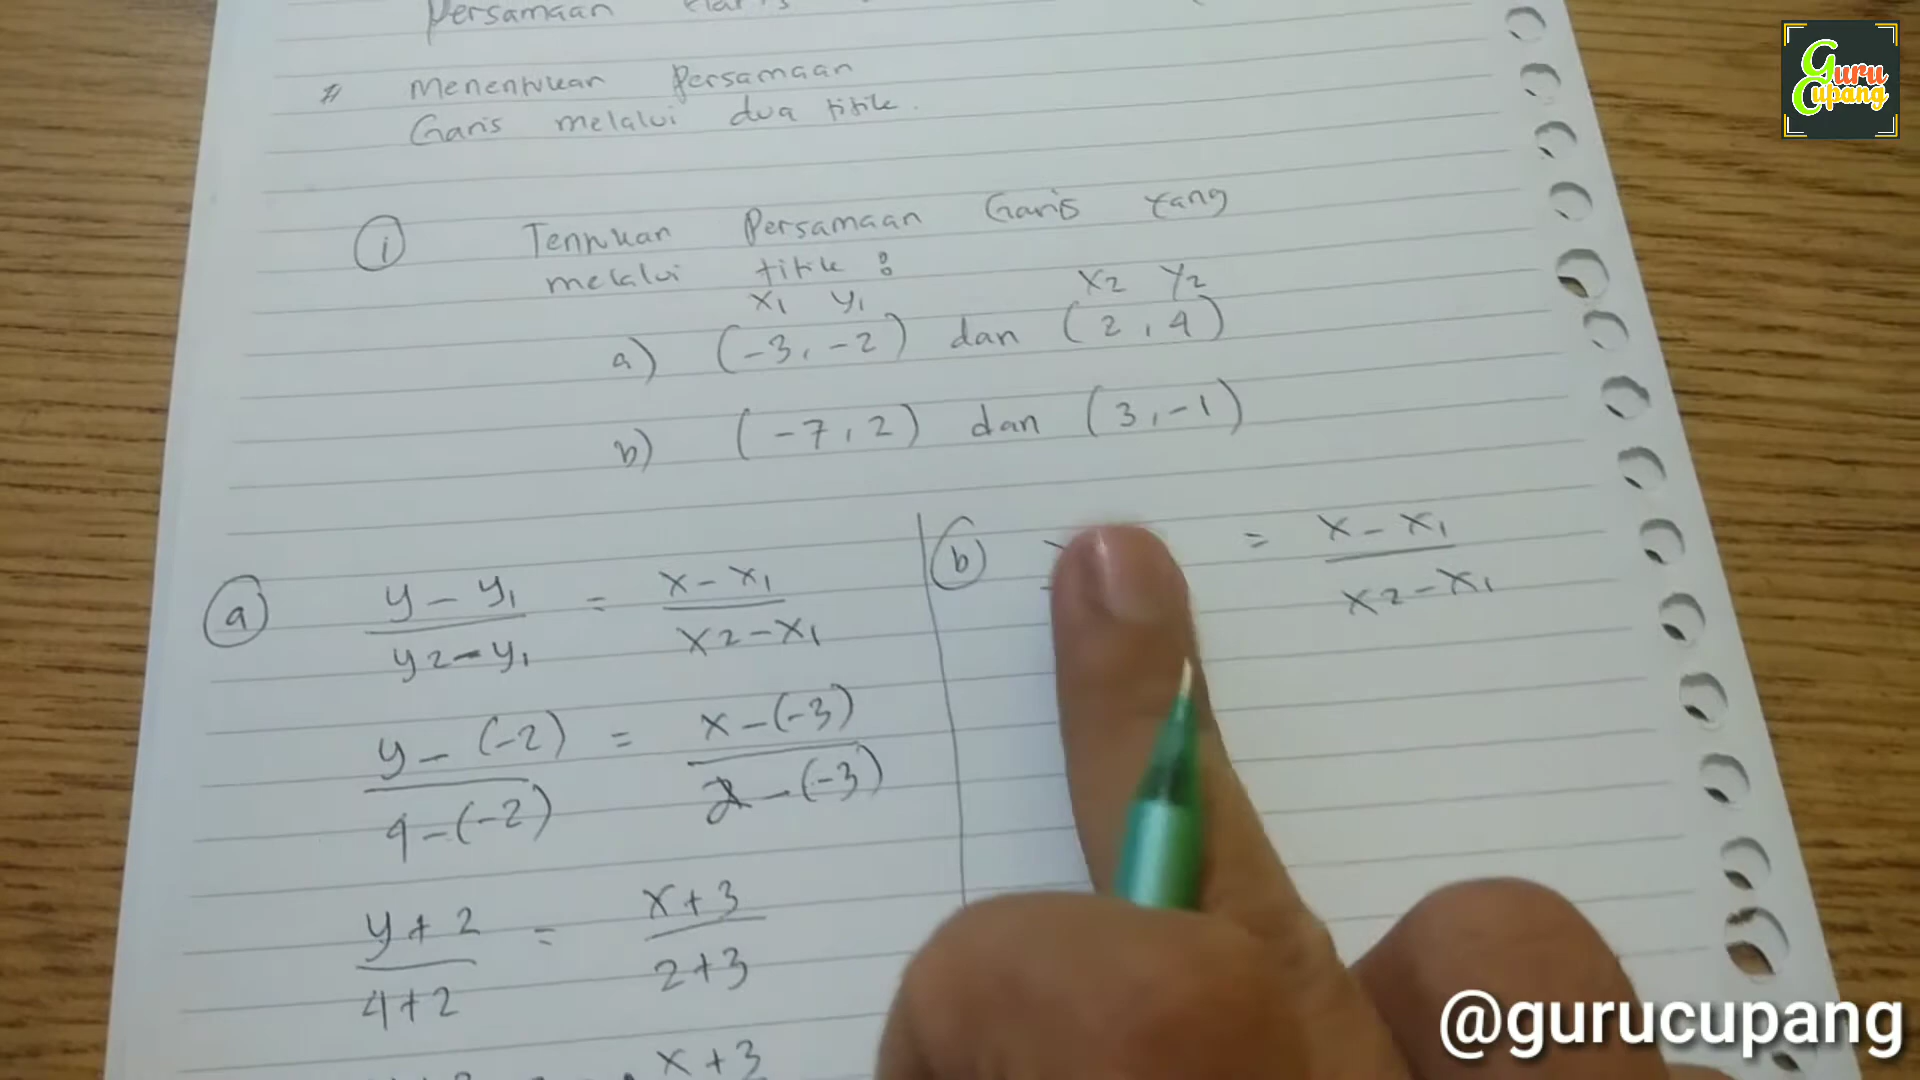 Persamaan
# Menentukan Persamaan
Garis melalui dua titik.
1 Tentukan Persamaan Garis Yang
melalui titik :
x1 y1 x2 y2
a) (-3, -2) dan (2, 4)
b) (-7, 2) dan (3, -1)
a y - y1 = x - x1
y2 - y1 x2 - x1
y - (-2) = x - (-3)
4 - (-2) 2 - (-3)
y + 2 = x + 3
4 + 2 2 + 3
x + 3
b = x - x1
x2 - x1
Guru
Cupang
@gurucupang